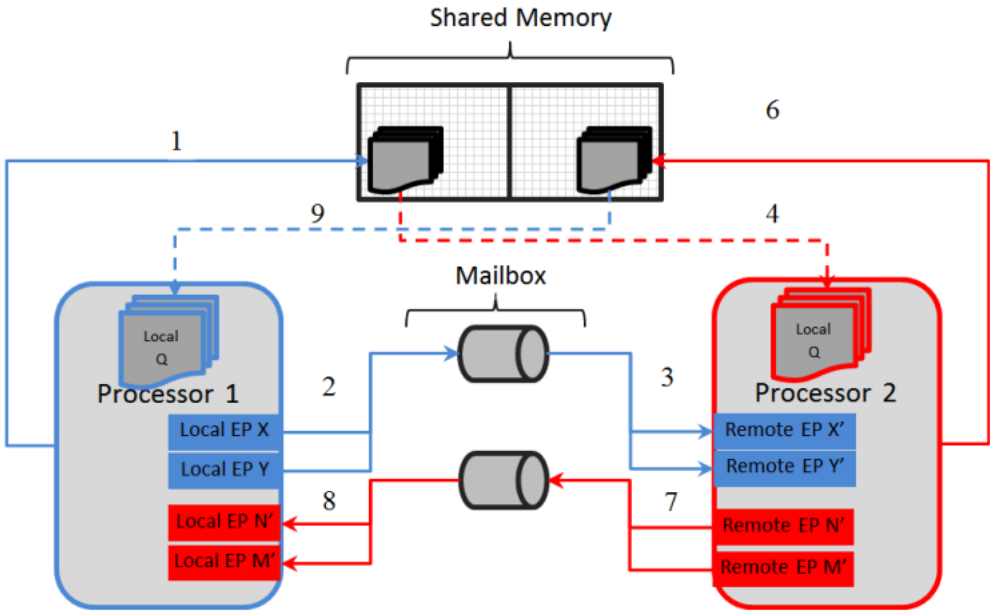 Shared Memory
6
1
9
4
Mailbox
Local
Q
Local
Q
Processor 1
2
3
Processor 2
Local EP X
Remote EP X’
Local EP Y
Remote EP Y’
8
7
Local EP N’
Remote EP N’
Local EP M’
Remote EP M’